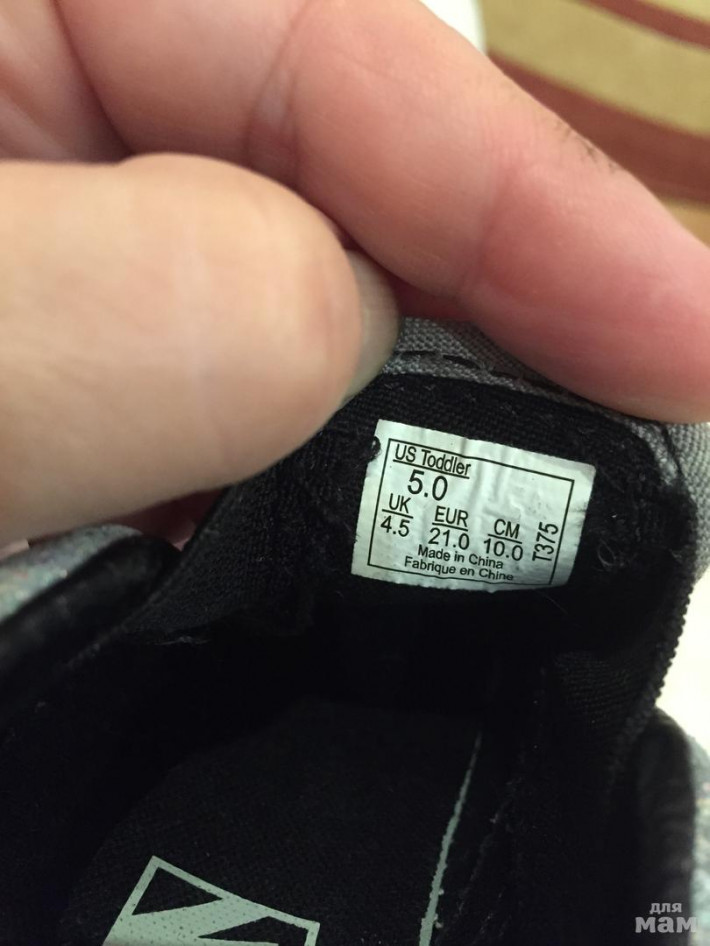 US Toddler
5.0
UK EUR CM
4.5 21.0 10.0
Made in China
Fabrique en Chine
T375
для
мам